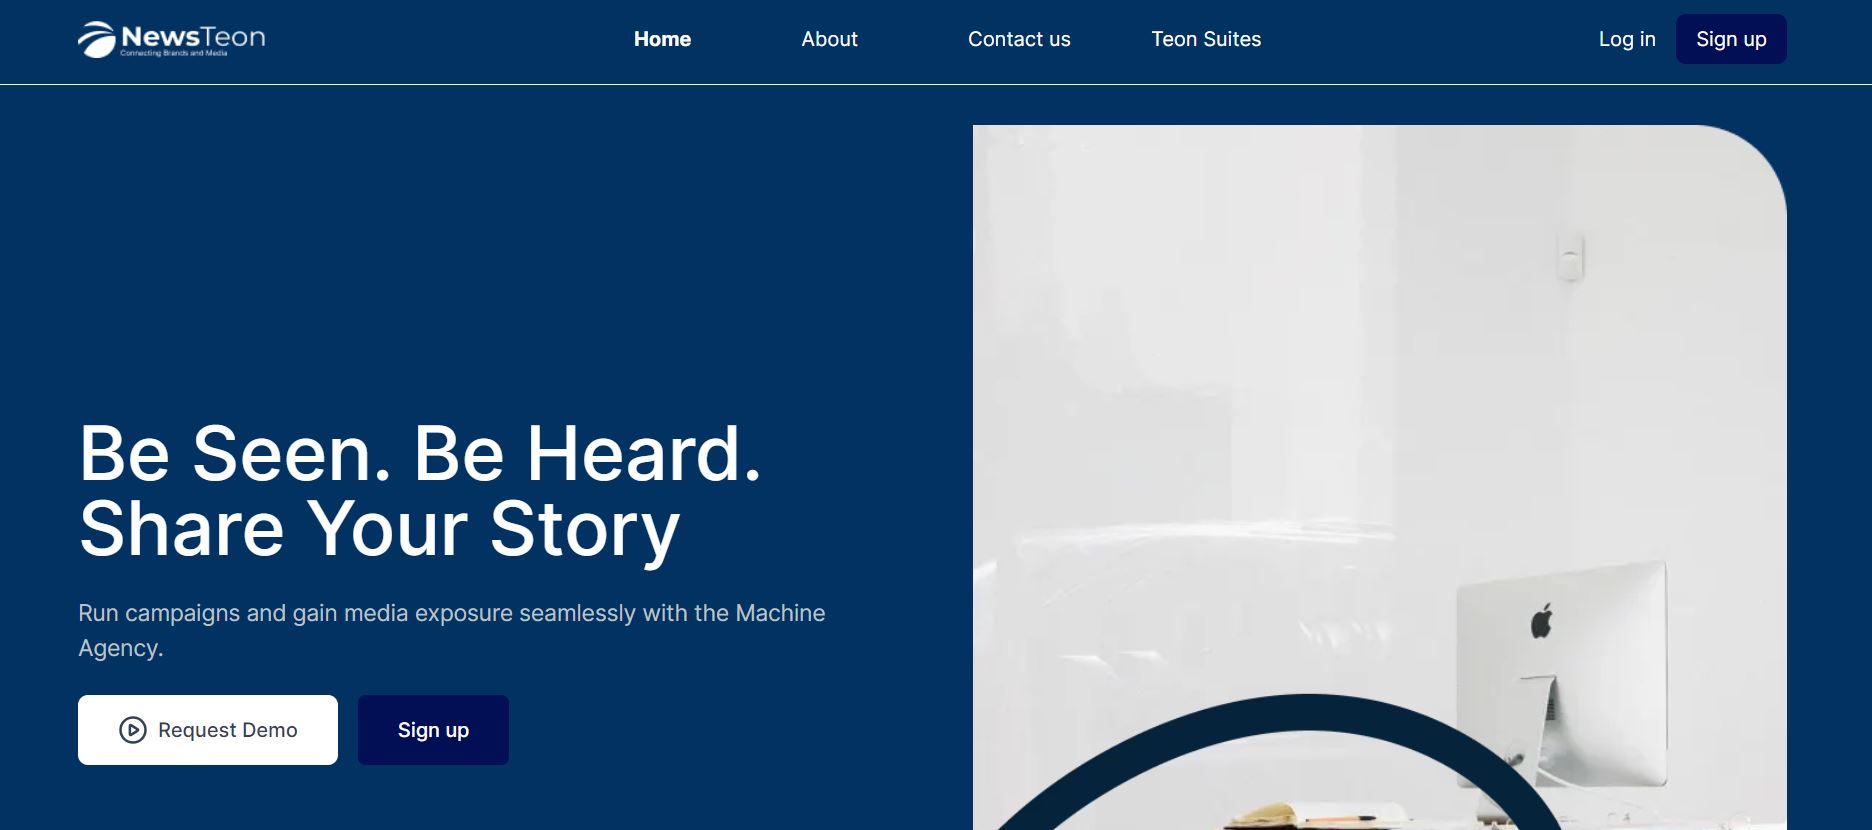 NewsTeon
Connecting Brands and Media
Home
About
Contact us
Teon Suites
Log in
Sign up
Be Seen. Be Heard.
Share Your Story
Run campaigns and gain media exposure seamlessly with the Machine
Agency.
Request Demo
Sign up